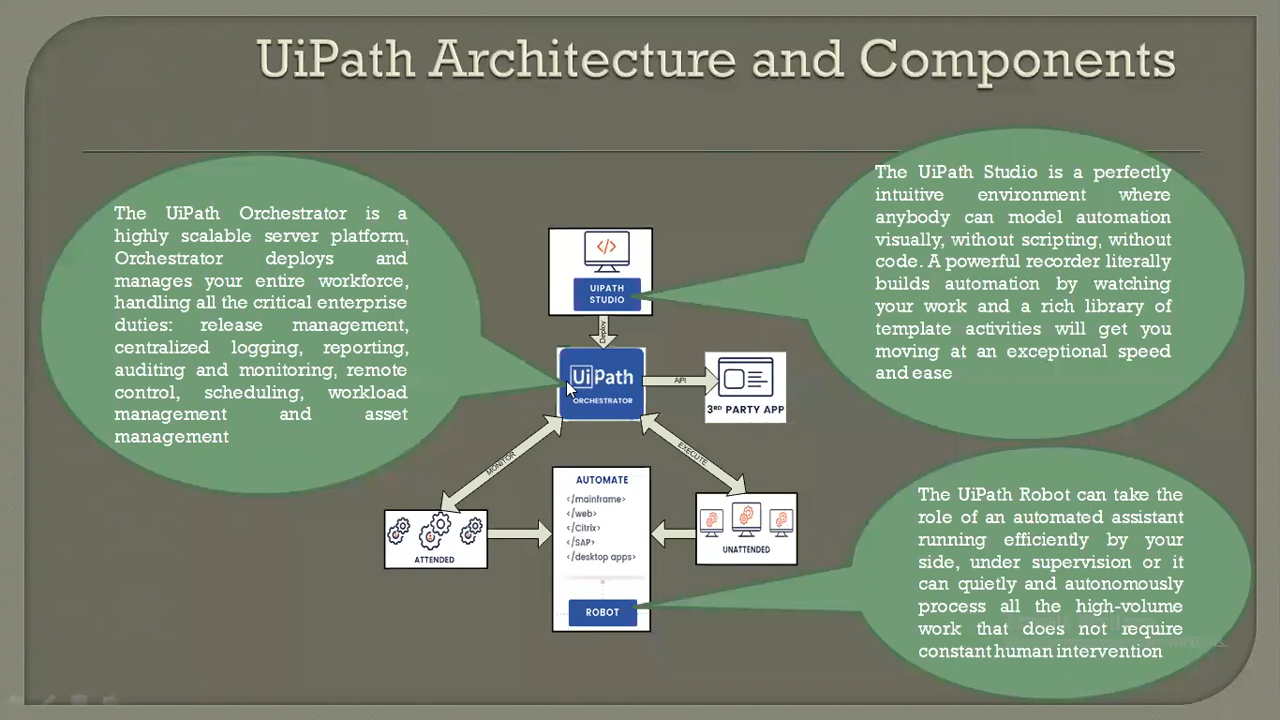 UiPath Architecture and Components
The UiPath Orchestrator is a
highly scalable server platform,
Orchestrator deploys and
manages your entire workforce,
handling all the critical enterprise
duties: release management,
centralized logging, reporting,
auditing and monitoring, remote
control, scheduling, workload
management and asset
management
The UiPath Studio is a perfectly
intuitive environment where
anybody can model automation
visually, without scripting, without
code. A powerful recorder literally
builds automation by watching
your work and a rich library of
template activities will get you
moving at an exceptional speed
and ease
</>
UIPATH
STUDIO
Deploy
UiPath
ORCHESTRATOR
API
3RD PARTY APP
MONITOR
EXECUTE
ATTENDED
AUTOMATE
</mainframe>
</web>
</Citrix>
</SAP>
</desktop apps>
ROBOT
UNATTENDED
The UiPath Robot can take the
role of an automated assistant
running efficiently by your
side, under supervision or it
can quietly and autonomously
process all the high-volume
work that does not require
constant human intervention